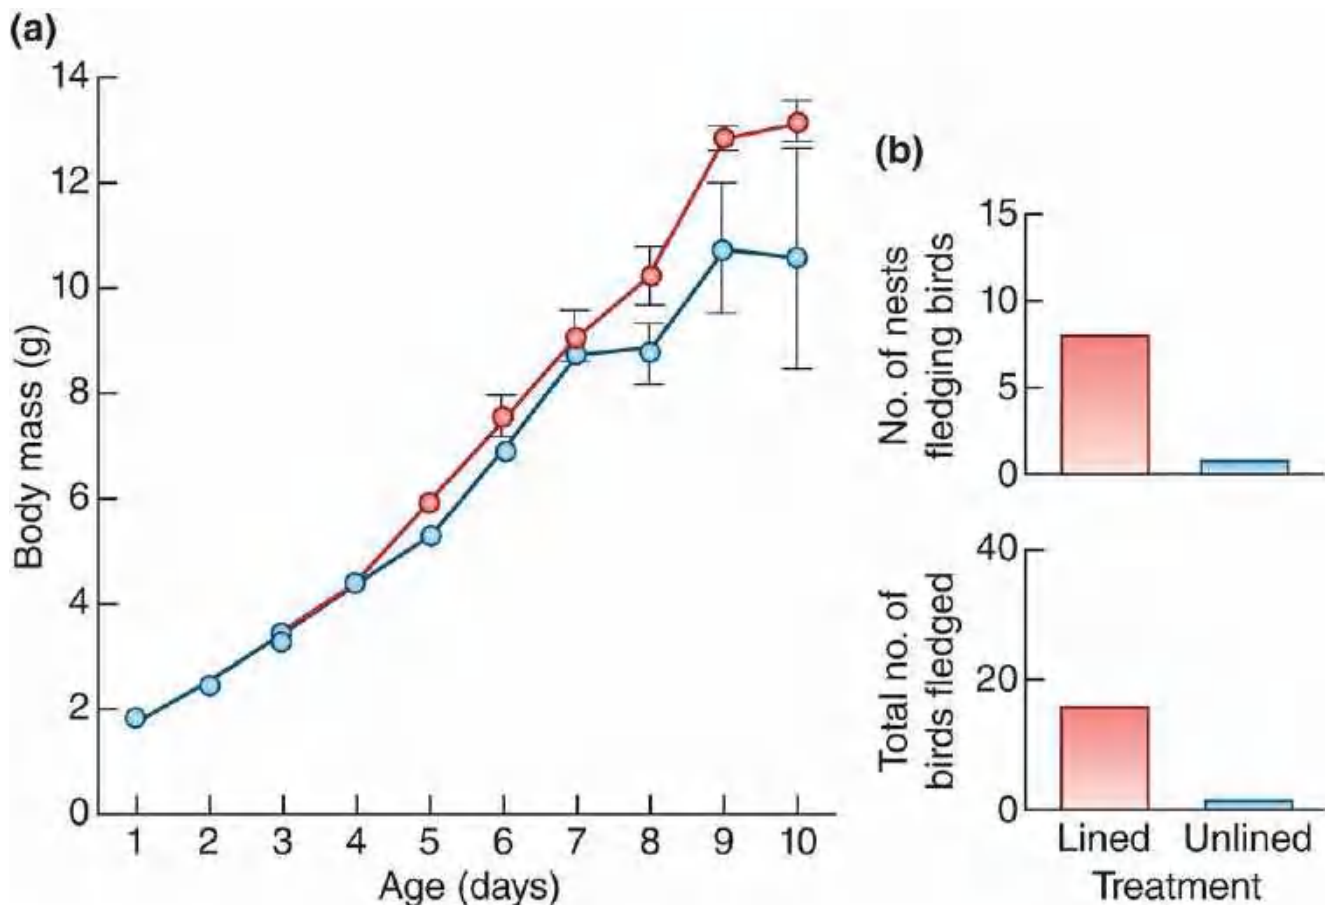 (a)
14
12
10
8
6
4
2
0
Body mass (g)
1 2 3 4 5 6 7 8 9 10
Age (days)
(b)
15
10
5
0
No. of nests
fledging birds
40
20
0
Total no. of
birds fledged
Lined Unlined
Treatment